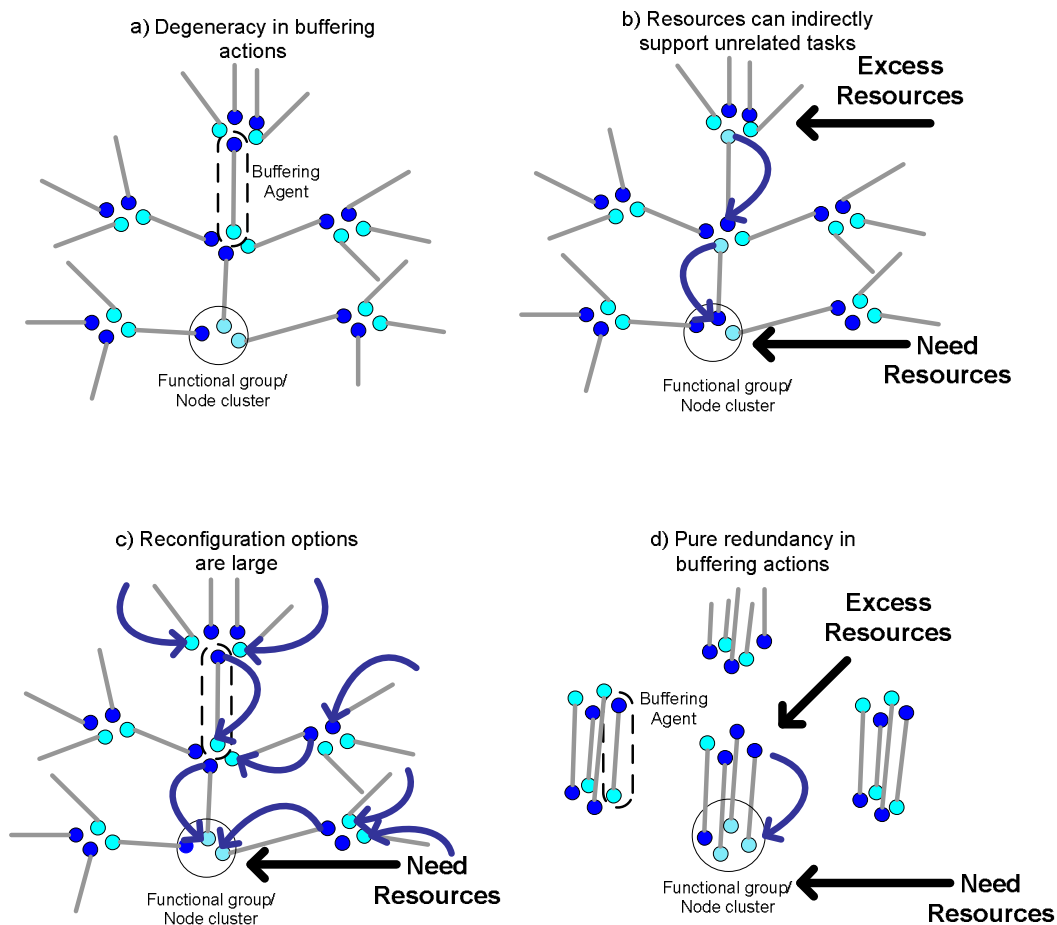 a) Degeneracy in buffering
actions
Buffering
Agent
Functional group/
Node cluster
b) Resources can indirectly
support unrelated tasks
Excess
Resources
Need
Resources
Functional group/
Node cluster
c) Reconfiguration options
are large
Need
Resources
Functional group/
Node cluster
d) Pure redundancy in
buffering actions
Excess
Resources
Buffering
Agent
Functional group/
Node cluster
Need
Resources